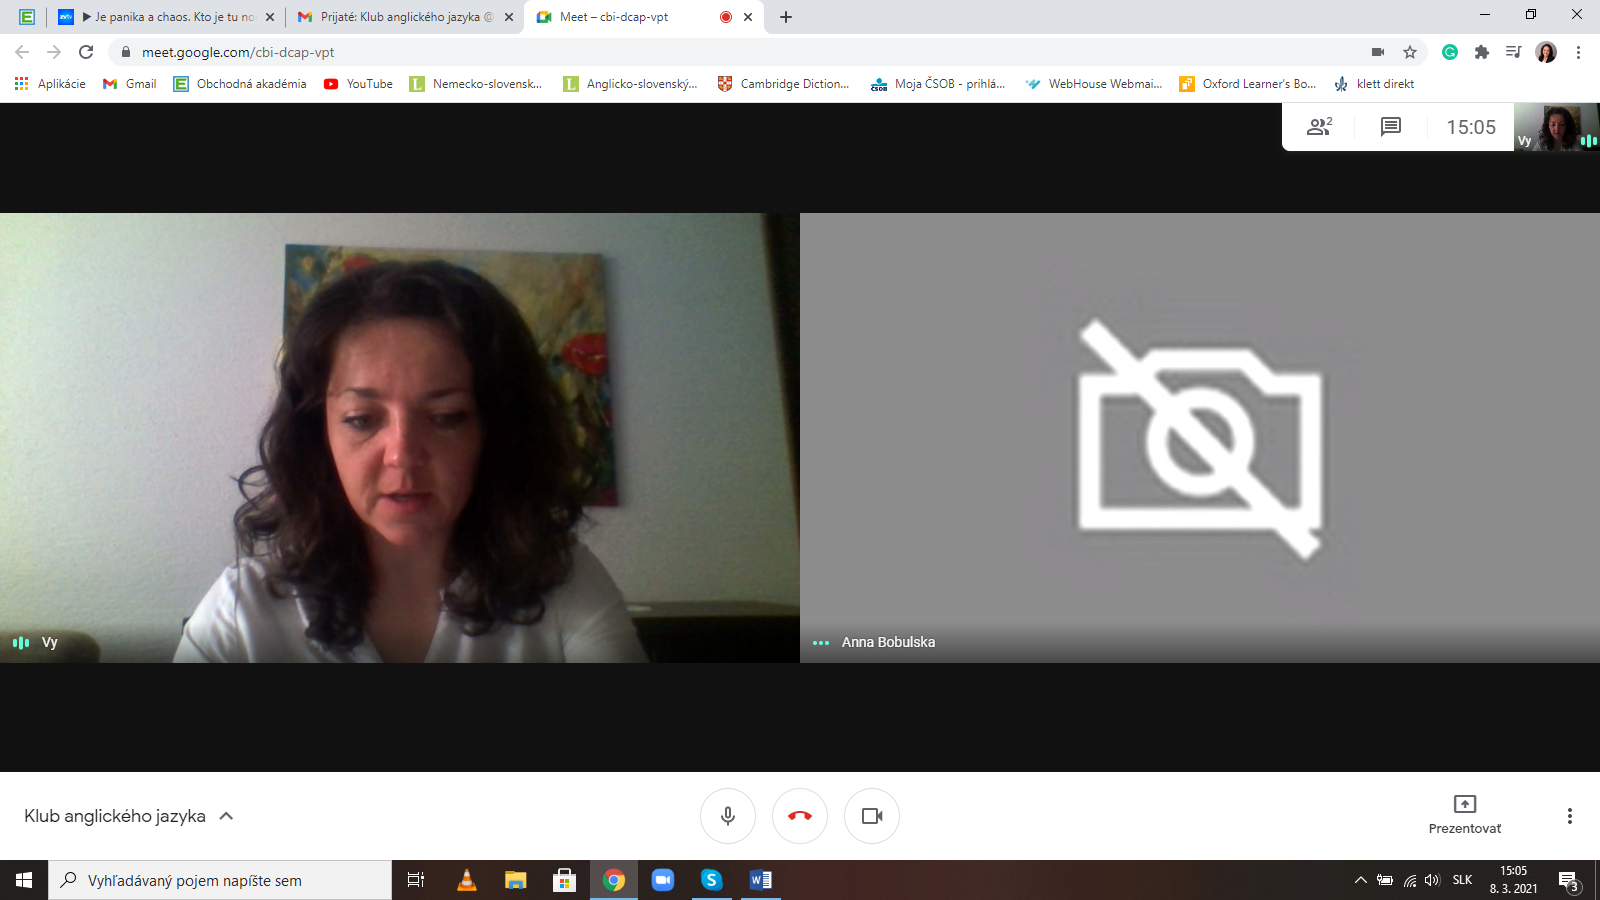 Je panika a chaos. Kto je tu no
Prijaté: Klub anglického jazyka @
Meet – cbi-dcap-vpt
meet.google.com/cbi-dcap-vpt
Aplikácie
Gmail
Obchodná akadémia
YouTube
Nemecko-slovensk...
Anglicko-slovenský...
Cambridge Diction...
ČSOB
Moja ČSOB - prihlá...
WebHouse Webmai...
Oxford Learner's Bo...
klett direkt
2
15:05
Vy
Vy
Anna Bobulska
Klub anglického jazyka
Prezentovať
Vyhľadávaný pojem napíšte sem
SLK
15:05
8. 3. 2021
3